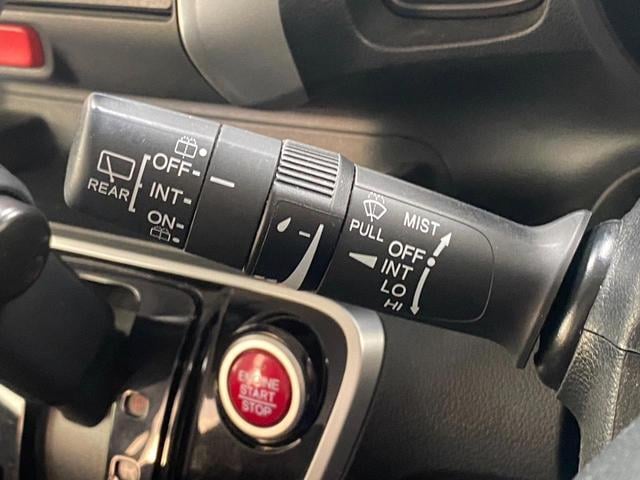 REAR
OFF
INT
ON
PULL
MIST
OFF
INT
LO
HI
ENGINE
START
STOP